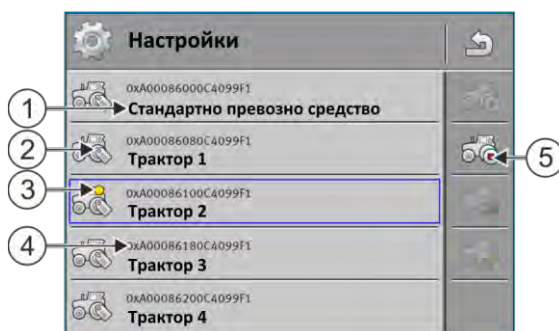 Настройки
0xA00086000C4099F1
1
Стандартно превозно средство
0xA00086080C4099F1
2
Трактор 1
5
0xA00086100C4099F1
3
Трактор 2
0xA00086180C4099F1
4
Трактор 3
0xA00086200C4099F1
Трактор 4